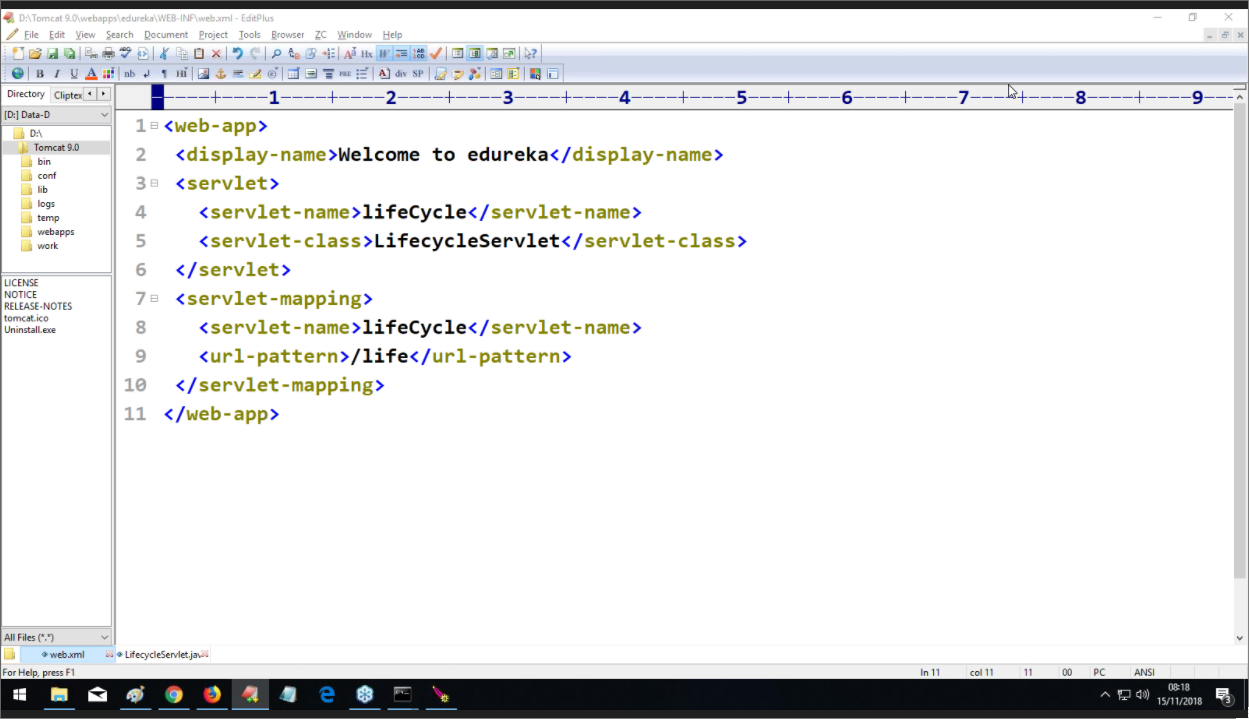 D:\Tomcat 9.0\webapps\edureka\WEB-INF\web.xml - EditPlus
File Edit View Search Document Project Tools Browser ZC Window Help
B I U A nb HI A div SP
Directory Cliptex
----+----1----+----2----+----3----+----4----+----5----+----6----+----7----+----8----+----9--
[D:] Data-D
D:\
Tomcat 9.0
bin
conf
lib
logs
temp
webapps
work
LICENSE
NOTICE
RELEASE-NOTES
tomcat.ico
Uninstall.exe
1 <web-app>
2 <display-name>Welcome to edureka</display-name>
3 <servlet>
4 <servlet-name>lifeCycle</servlet-name>
5 <servlet-class>LifecycleServlet</servlet-class>
6 </servlet>
7 <servlet-mapping>
8 <servlet-name>lifeCycle</servlet-name>
9 <url-pattern>/life</url-pattern>
10 </servlet-mapping>
11 </web-app>
All Files (*.*)
web.xml LifecycleServlet.jav
For Help, press F1
ln 11 col 11 11 00 PC ANSI
08:18
15/11/2018
3